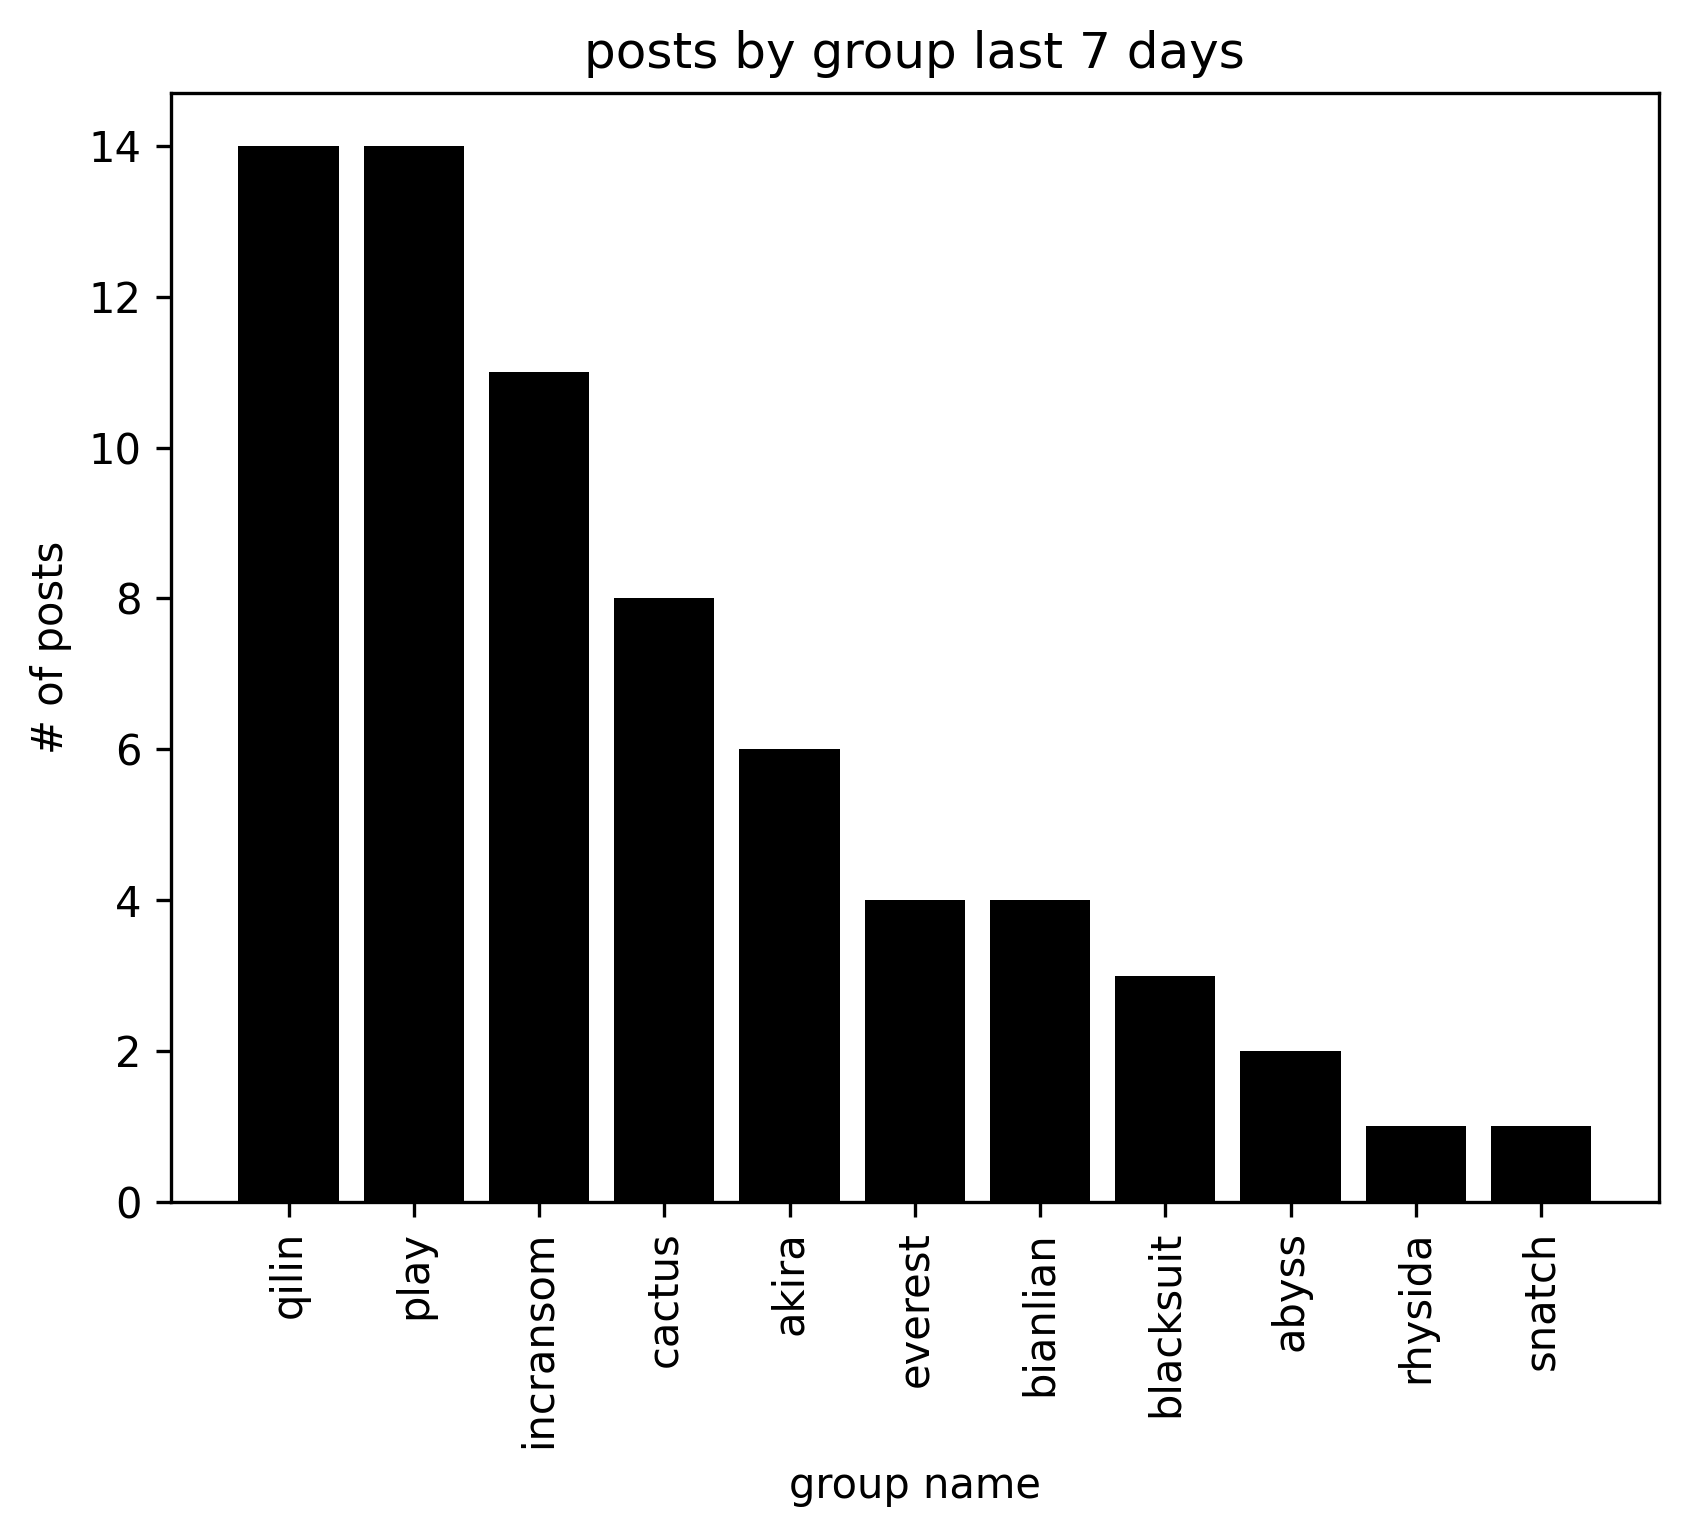 posts by group last 7 days
14
12
10
8
6
4
2
0
# of posts
qilin
play
incransom
cactus
akira
everest
bianlian
blacksuit
abyss
rhysida
snatch
group name